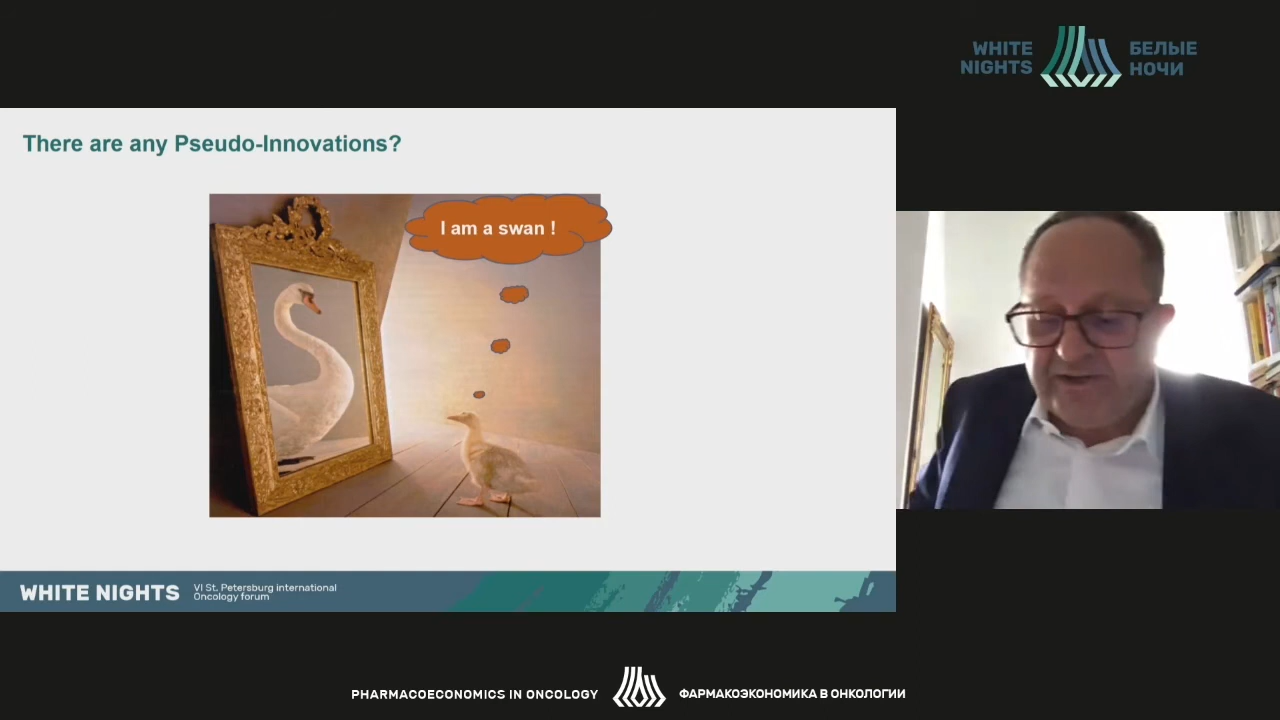 WHITE
NIGHTS
БЕЛЫЕ
НОЧИ
There are any Pseudo-Innovations?
I am a swan !
WHITE NIGHTS
VI St. Petersburg international
Oncology forum
PHARMACOECONOMICS IN ONCOLOGY
ФАРМАКОЭКОНОМИКА В ОНКОЛОГИИ